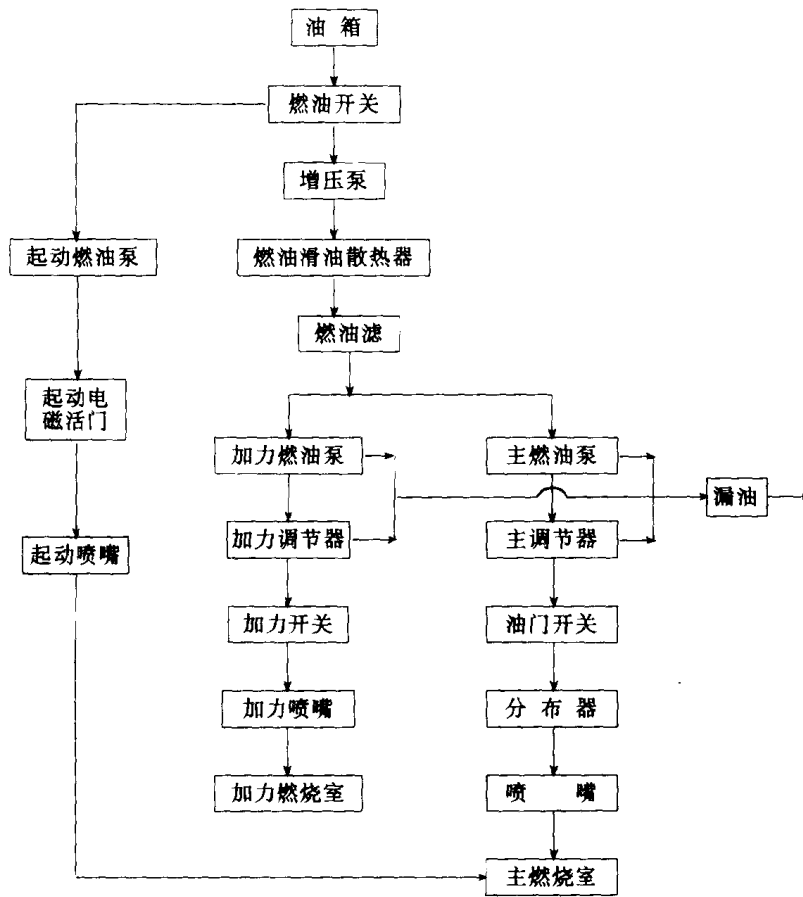 油 箱
燃油开关
增压泵
起动燃油泵
燃油滑油散热器
燃油滤
起动电
磁活门
加力燃油泵
主燃油泵
漏油
起动喷嘴
加力调节器
主调节器
加力开关
油门开关
加力喷嘴
分 布 器
加力燃烧室
喷 嘴
主燃烧室